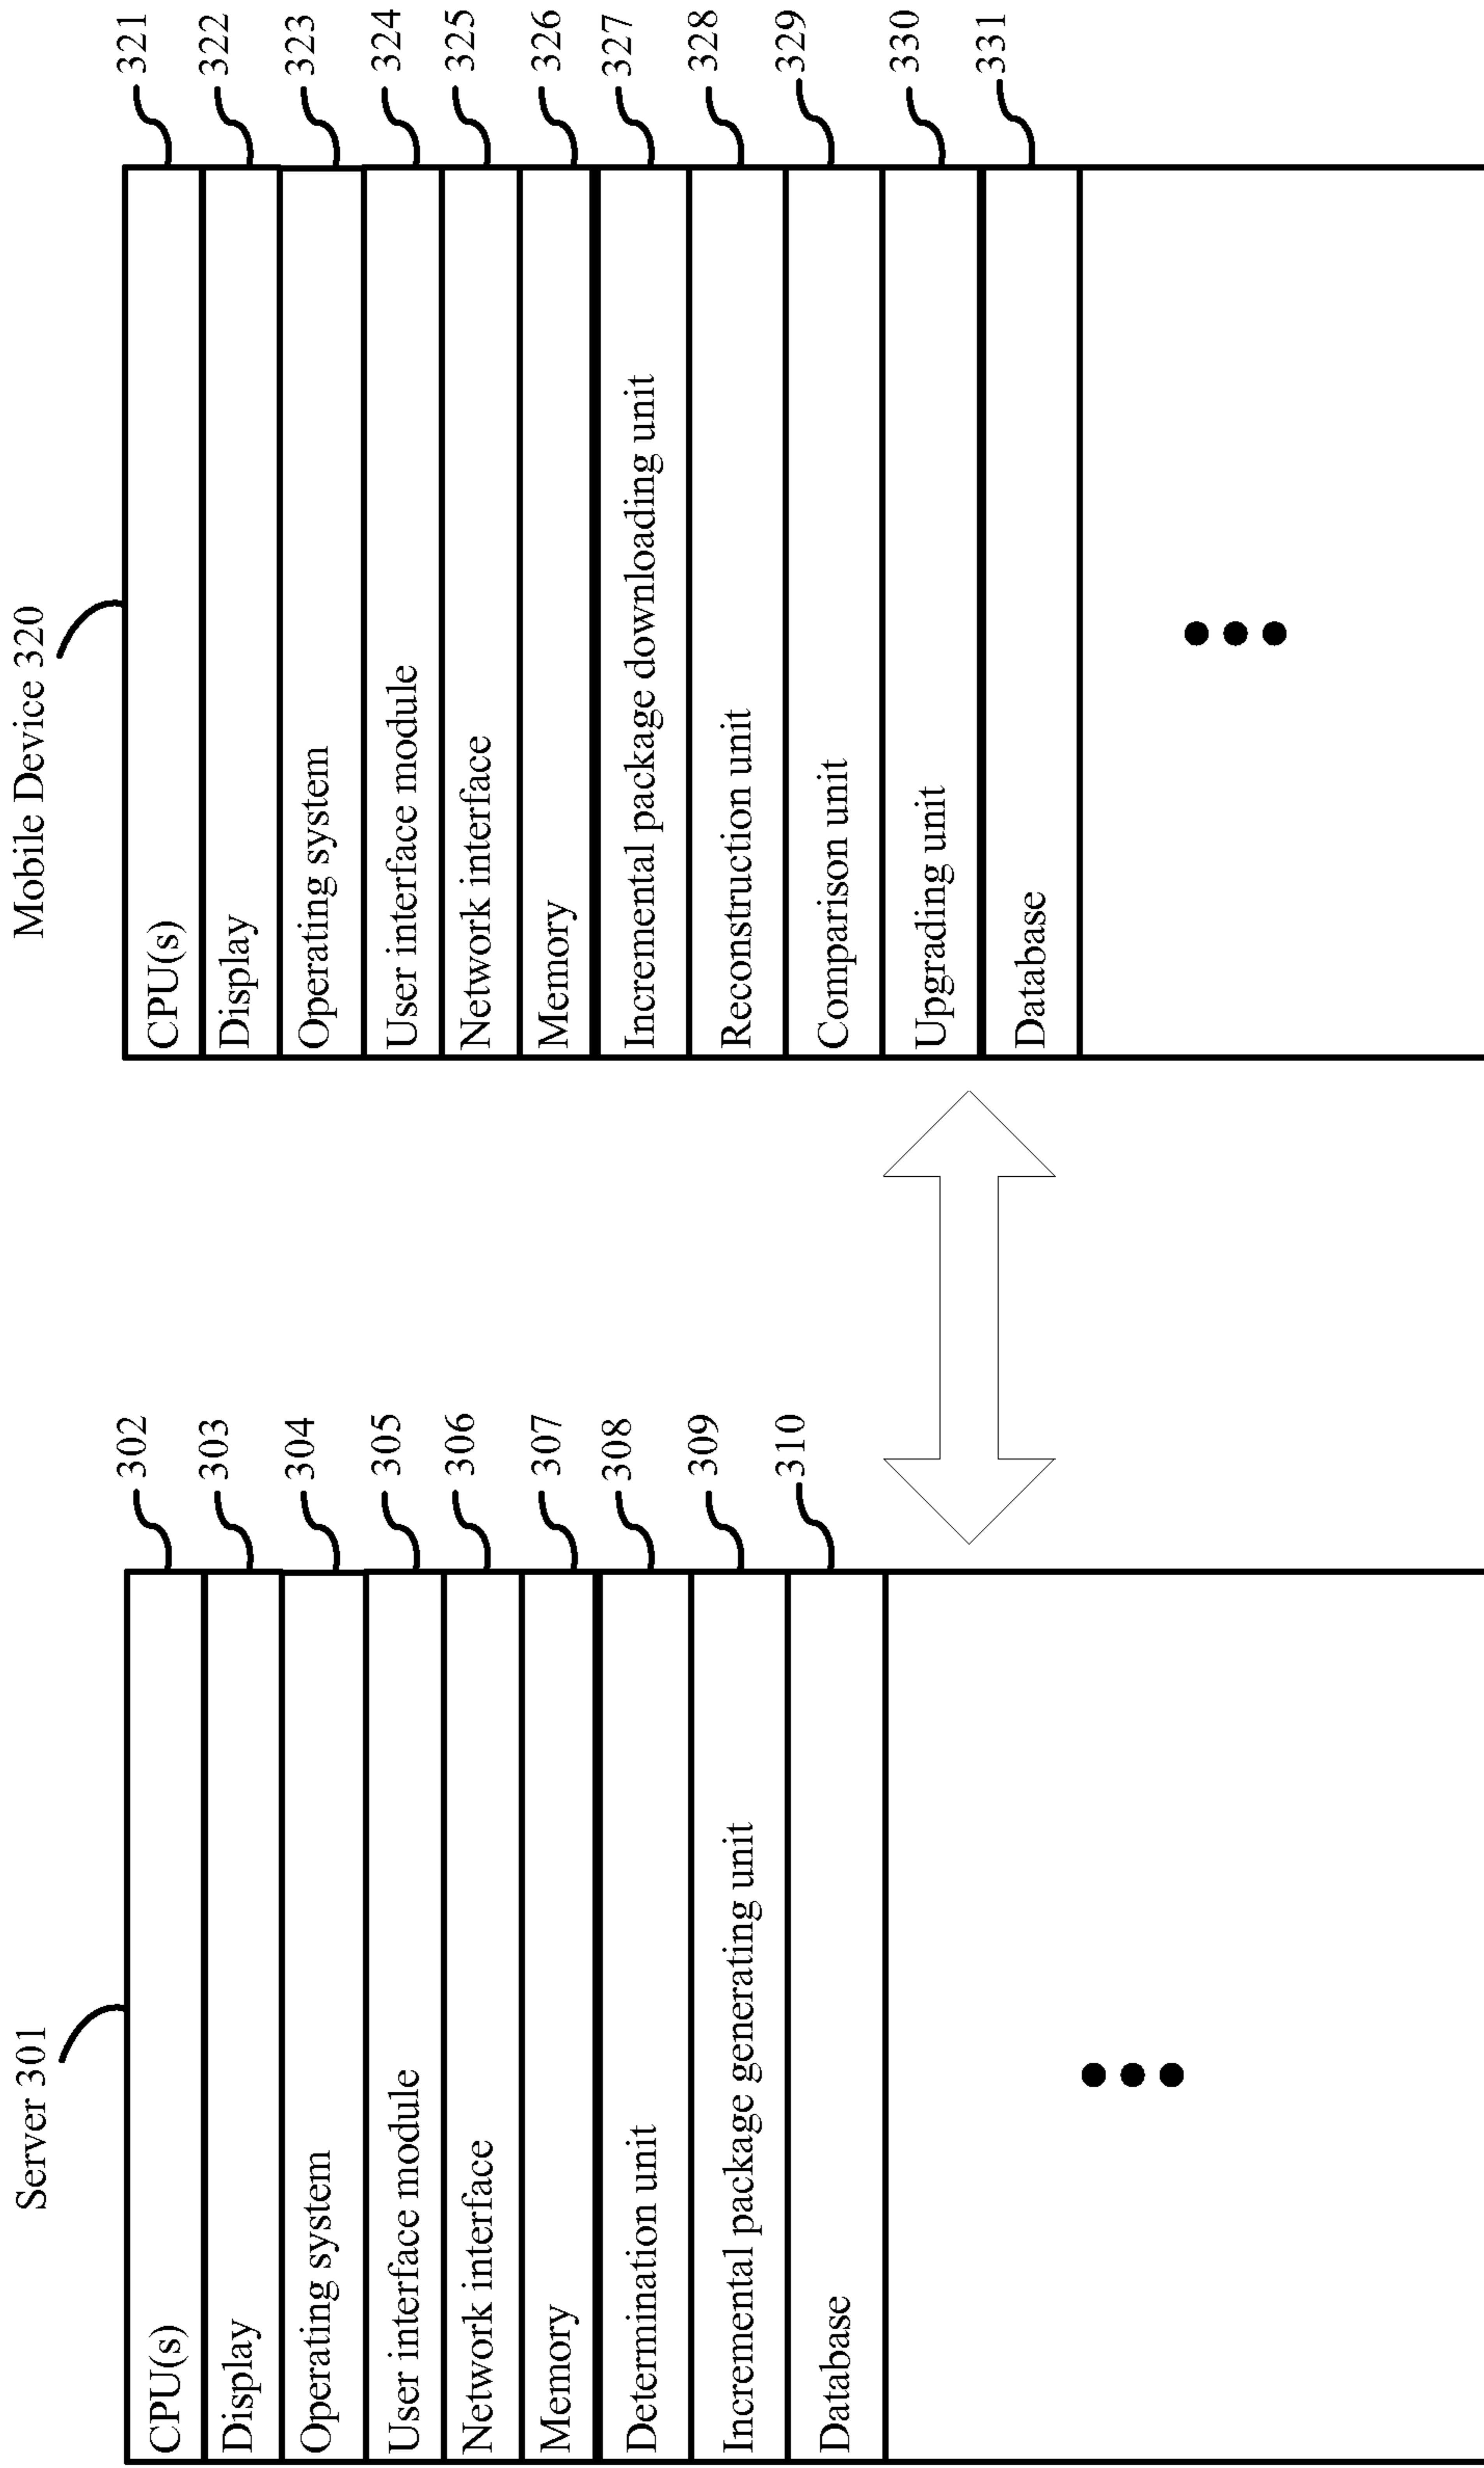 Server 301
CPU(s)
302
Display
303
Operating system
304
User interface module
305
Network interface
306
Memory
307
Determination unit
308
Incremental package generating unit
309
Database
310
Mobile Device 320
CPU(s)
321
Display
322
Operating system
323
User interface module
324
Network interface
325
Memory
326
Incremental package downloading unit
327
Reconstruction unit
328
Comparison unit
329
Upgrading unit
330
Database
331